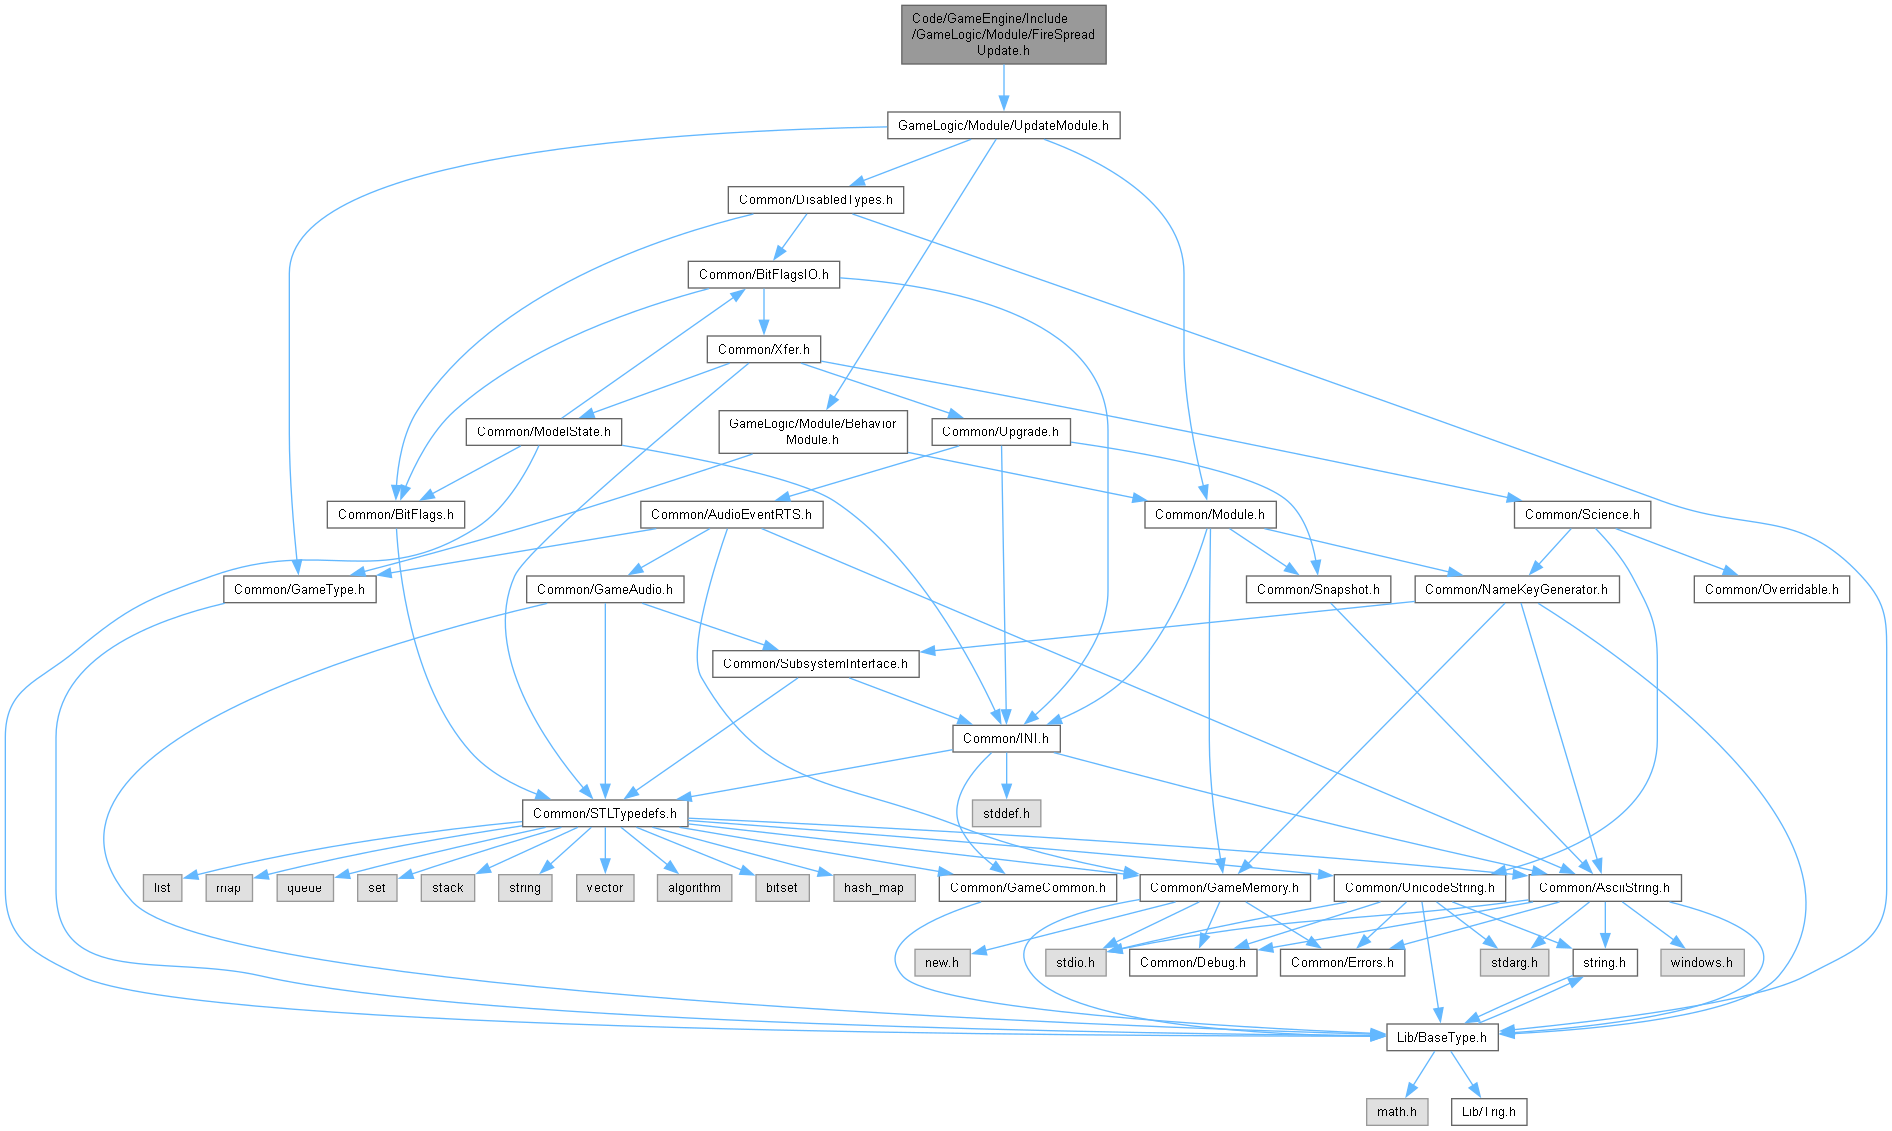 Code/GameEngine/Include
/GameLogic/Module/FireSpread
Update.h
GameLogic/Module/UpdateModule.h
Common/DisabledTypes.h
Common/BitFlagsIO.h
Common/Xfer.h
Common/ModelState.h
GameLogic/Module/Behavior
Module.h
Common/Upgrade.h
Common/BitFlags.h
Common/AudioEventRTS.h
Common/Module.h
Common/Science.h
Common/GameType.h
Common/GameAudio.h
Common/Snapshot.h
Common/NameKeyGenerator.h
Common/Overridable.h
Common/SubsystemInterface.h
Common/INI.h
Common/STLTypedefs.h
stddef.h
list
map
queue
set
stack
string
vector
algorithm
bitset
hash_map
Common/GameCommon.h
Common/GameMemory.h
Common/UnicodeString.h
Common/AsciiString.h
new.h
stdio.h
Common/Debug.h
Common/Errors.h
stdarg.h
string.h
windows.h
Lib/BaseType.h
math.h
Lib/Trig.h